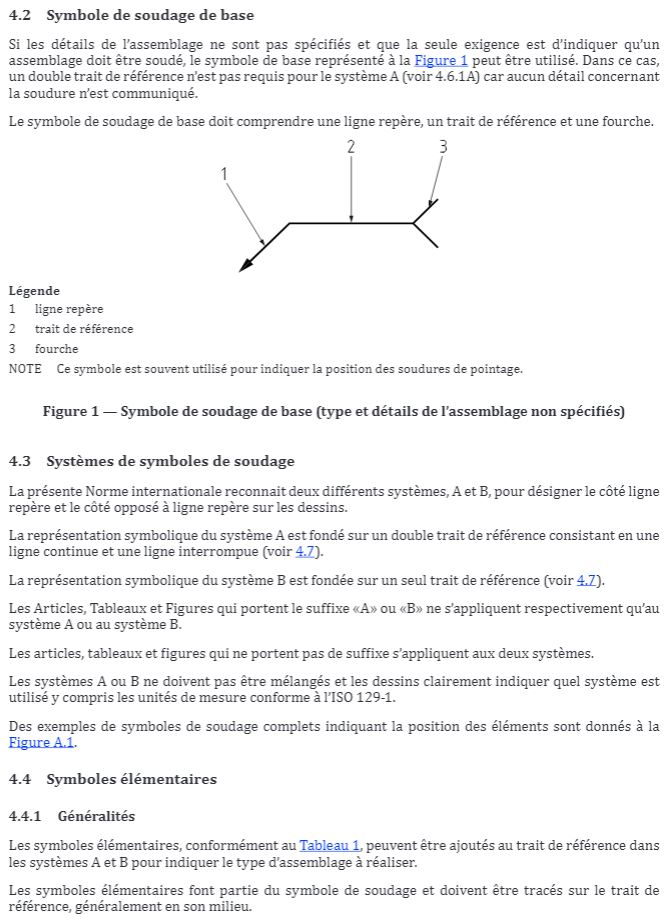 4.2 Symbole de soudage de base
Si les détails de l'assemblage ne sont pas spécifiés et que la seule exigence est d'indiquer qu'un
assemblage doit être soudé, le symbole de base représenté à la Figure 1 peut être utilisé. Dans ce cas,
un double trait de référence n'est pas requis pour le système A (voir 4.6.1A) car aucun détail concernant
la soudure n'est communiqué.
Le symbole de soudage de base doit comprendre une ligne repère, un trait de référence et une fourche.
2 3
1
Légende
1 ligne repère
2 trait de référence
3 fourche
NOTE Ce symbole est souvent utilisé pour indiquer la position des soudures de pointage.
Figure 1 — Symbole de soudage de base (type et détails de l'assemblage non spécifiés)
4.3 Systèmes de symboles de soudage
La présente Norme internationale reconnait deux différents systèmes, A et B, pour désigner le côté ligne
repère et le côté opposé à ligne repère sur les dessins.
La représentation symbolique du système A est fondé sur un double trait de référence consistant en une
ligne continue et une ligne interrompue (voir 4.7).
La représentation symbolique du système B est fondée sur un seul trait de référence (voir 4.7).
Les Articles, Tableaux et Figures qui portent le suffixe «A» ou «B» ne s'appliquent respectivement qu'au
système A ou au système B.
Les articles, tableaux et figures qui ne portent pas de suffixe s'appliquent aux deux systèmes.
Les systèmes A ou B ne doivent pas être mélangés et les dessins clairement indiquer quel système est
utilisé y compris les unités de mesure conforme à l'ISO 129-1.
Des exemples de symboles de soudage complets indiquant la position des éléments sont donnés à la
Figure A.1.
4.4 Symboles élémentaires
4.4.1 Généralités
Les symboles élémentaires, conformément au Tableau 1, peuvent être ajoutés au trait de référence dans
les systèmes A et B pour indiquer le type d'assemblage à réaliser.
Les symboles élémentaires font partie du symbole de soudage et doivent être tracés sur le trait de
référence, généralement en son milieu.